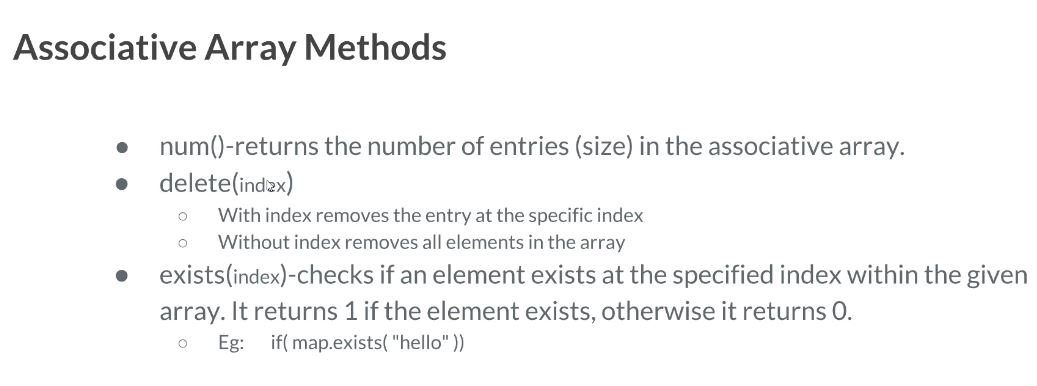 Associative Array Methods
● num()-returns the number of entries (size) in the associative array.
● delete(index)
○ With index removes the entry at the specific index
○ Without index removes all elements in the array
● exists(index)-checks if an element exists at the specified index within the given
array. It returns 1 if the element exists, otherwise it returns 0.
○ Eg: if( map.exists( "hello" ))